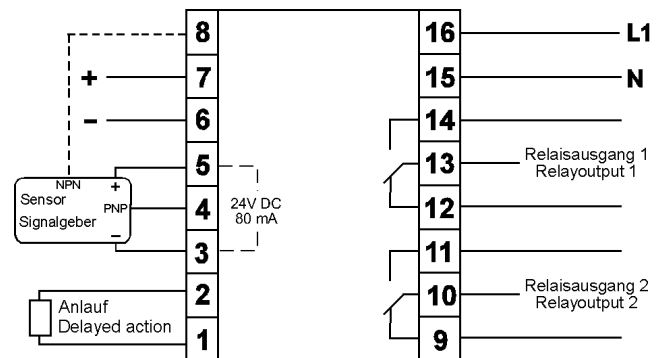 8 16 L1
+ 7 15 N
− 6 14
NPN + 5 13 Relaisausgang 1
Relayoutput 1
Sensor PNP 4 24V DC
80 mA
Signalgeber 12
− 3 11
2 10 Relaisausgang 2
Relayoutput 2
Anlauf
Delayed action 1 9